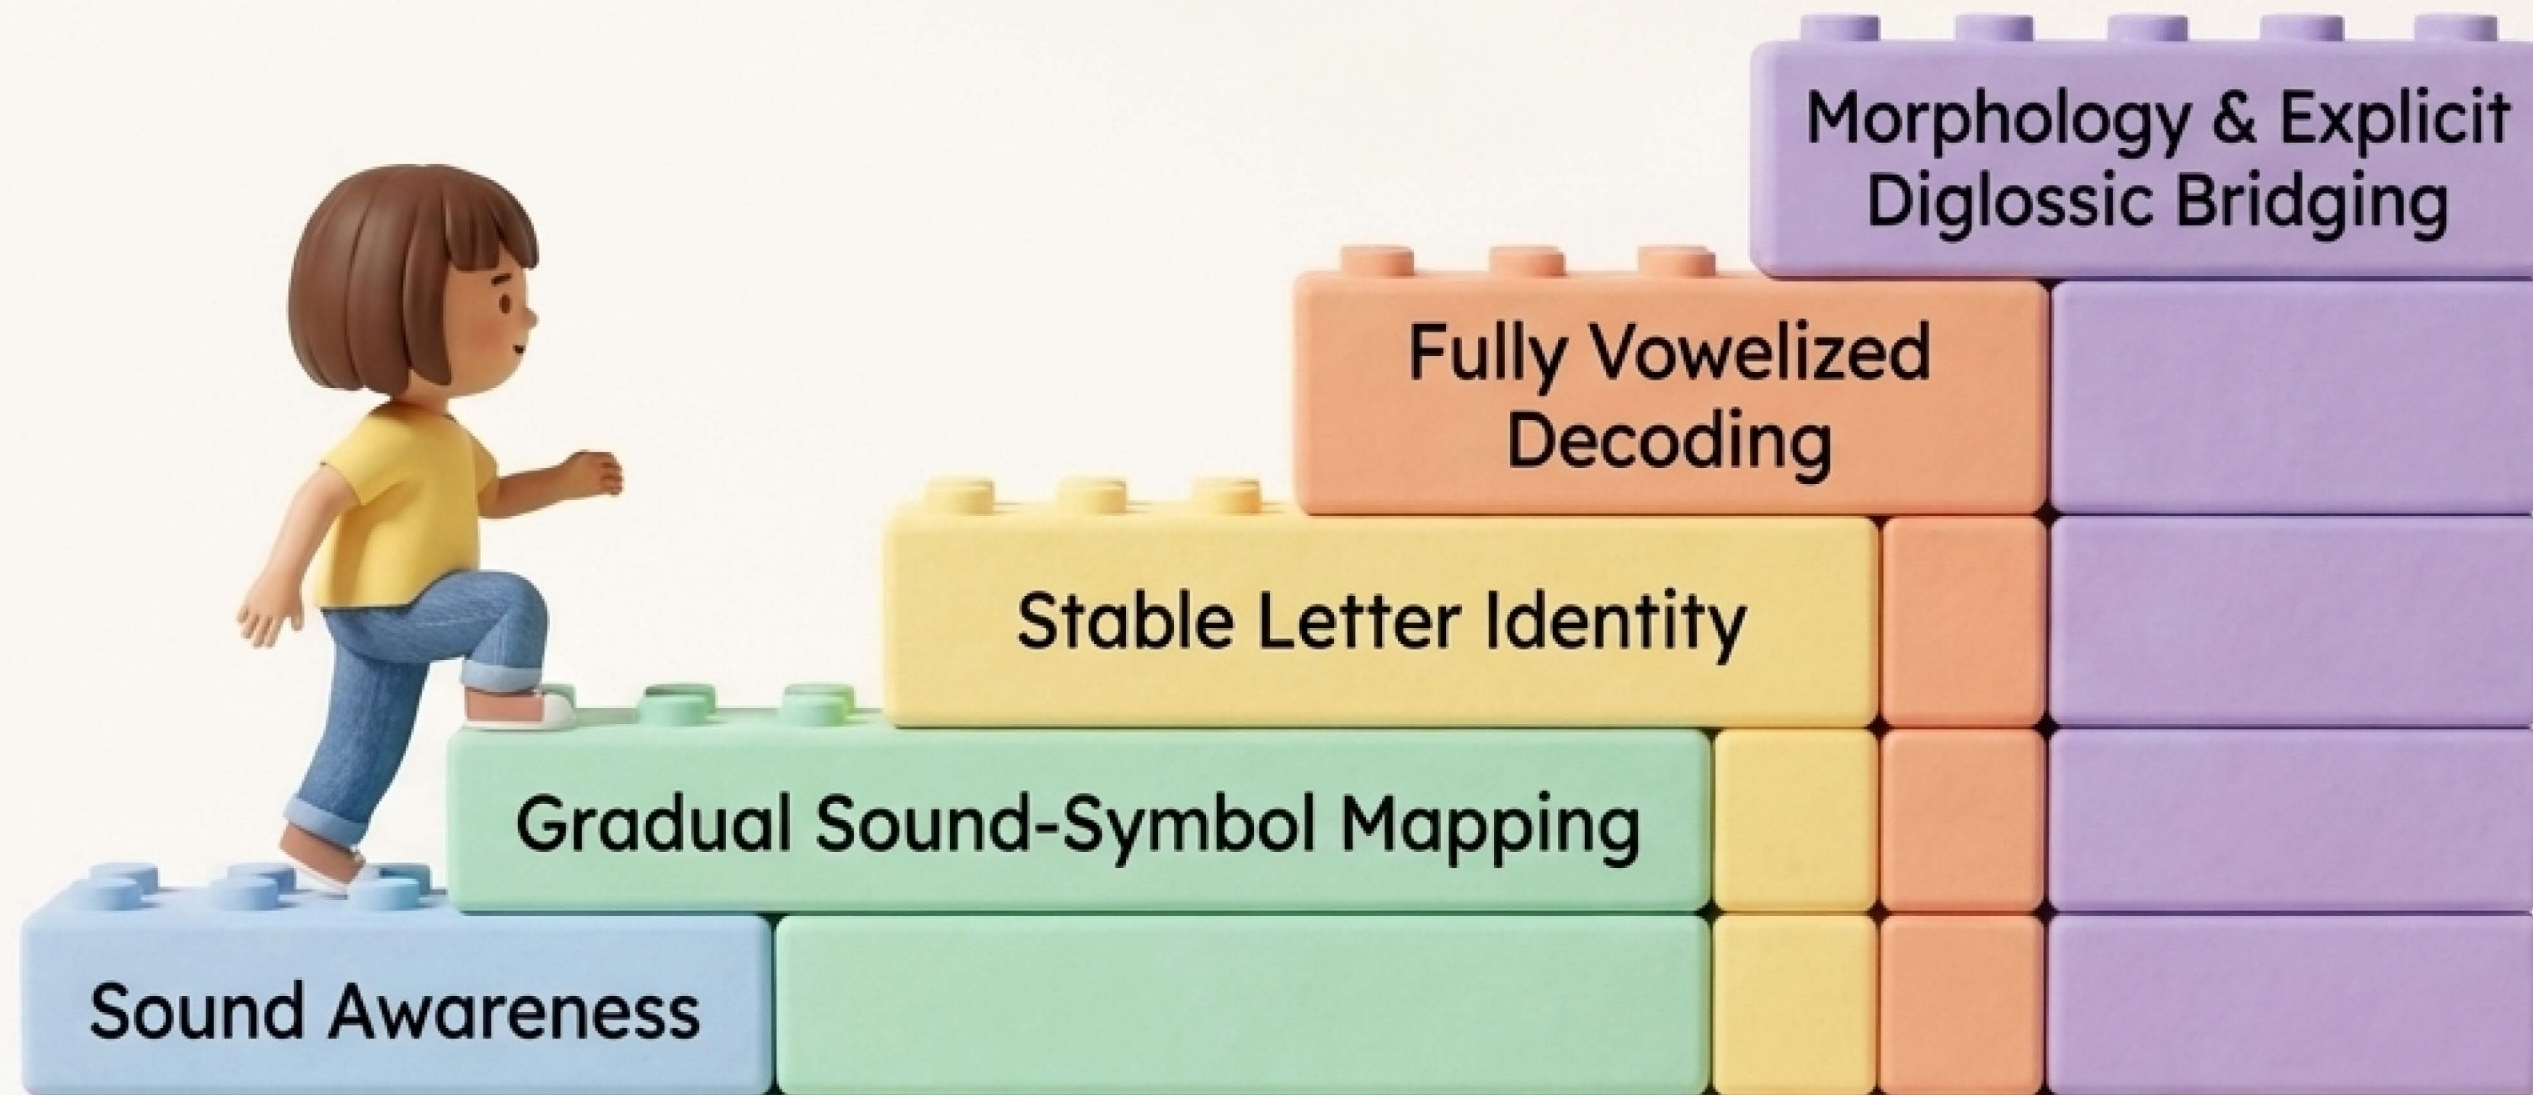 Morphology & Explicit
Diglossic Bridging
Fully Vowelized
Decoding
Stable Letter Identity
Gradual Sound-Symbol Mapping
Sound Awareness